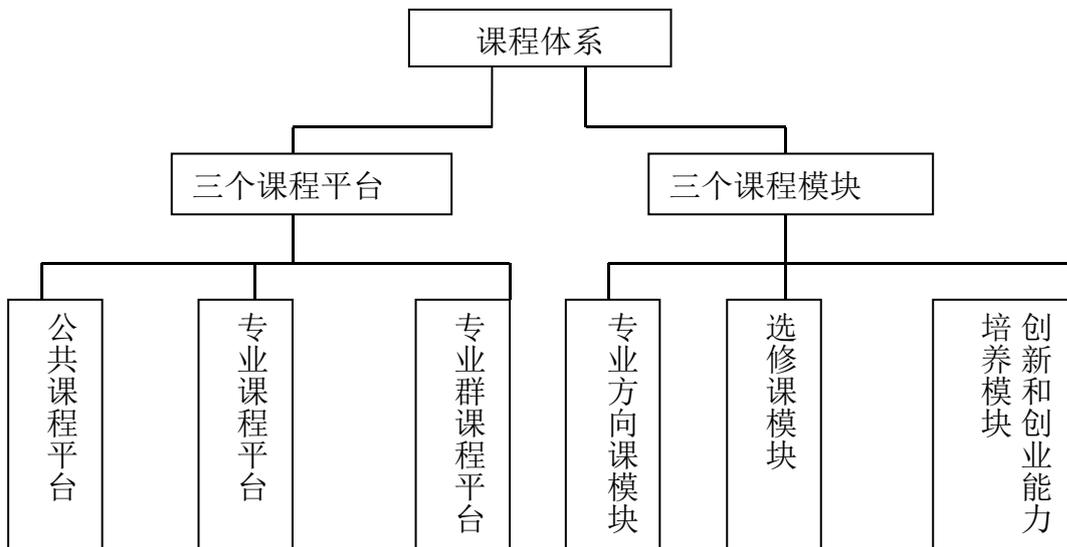 课程体系
三个课程平台
三个课程模块
公共课程平台
专业课程平台
专业群课程平台
专业方向课模块
选修课模块
创新和创业能力
培养模块